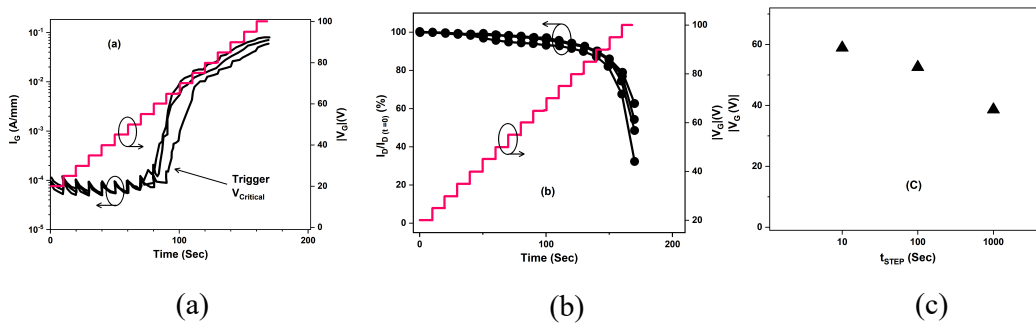 (a)
I_G (A/mm)
10^-1
10^-2
10^-3
10^-4
10^-5
0
100
200
Time (Sec)
Trigger
V_Critical
100
80
60
40
20
0
|V_G|(V)
(b)
I_D/I_D (t =0) (%)
100
80
60
40
20
0
0
100
200
Time (Sec)
100
80
60
40
20
|V_G|(V)
(C)
|V_G (V)|
60
40
20
0
10
100
1000
t_STEP (Sec)
(a)
(b)
(c)